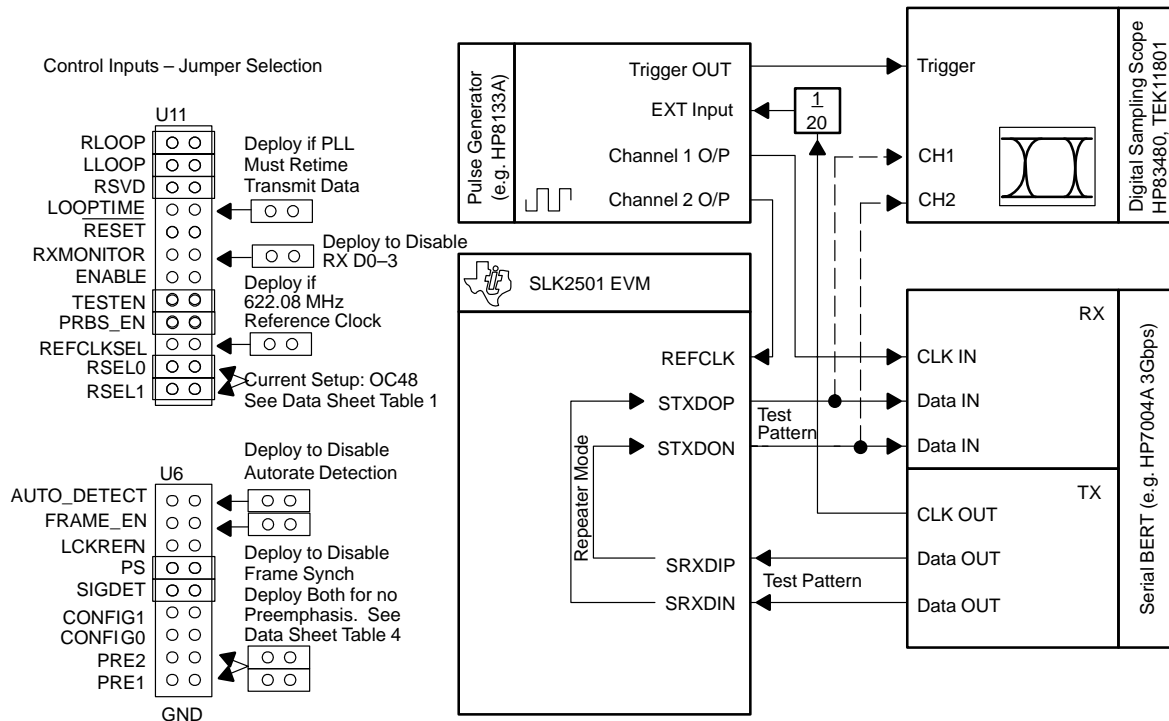 Control Inputs – Jumper Selection
U11
RLOOP
LLOOP
RSVD
LOOPTIME
RESET
RXMONITOR
ENABLE
TESTEN
PRBS_EN
REFCLKSEL
RSEL0
RSEL1
Deploy if PLL
Must Retime
Transmit Data
Deploy to Disable
RX D0–3
Deploy if
622.08 MHz
Reference Clock
Current Setup: OC48
See Data Sheet Table 1
U6
AUTO_DETECT
FRAME_EN
LCKREFN
PS
SIGDET
CONFIG1
CONFIG0
PRE2
PRE1
GND
Deploy to Disable
Autorate Detection
Deploy to Disable
Frame Synch
Deploy Both for no
Preemphasis. See
Data Sheet Table 4
Pulse Generator
(e.g. HP8133A)
Trigger OUT
EXT Input
Channel 1 O/P
Channel 2 O/P
1
20
Trigger
CH1
CH2
Digital Sampling Scope
HP83480, TEK11801
SLK2501 EVM
REFCLK
STXDOP
STXDON
Repeater Mode
SRXDIP
SRXDIN
Test
Pattern
Test Pattern
RX
CLK IN
Data IN
Data IN
TX
CLK OUT
Data OUT
Data OUT
Serial BERT (e.g. HP7004A 3Gbps)